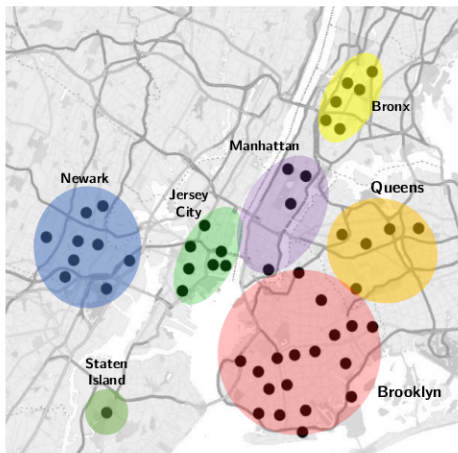 Bronx
Manhattan
Newark
Jersey
City
Queens
Staten
Island
Brooklyn